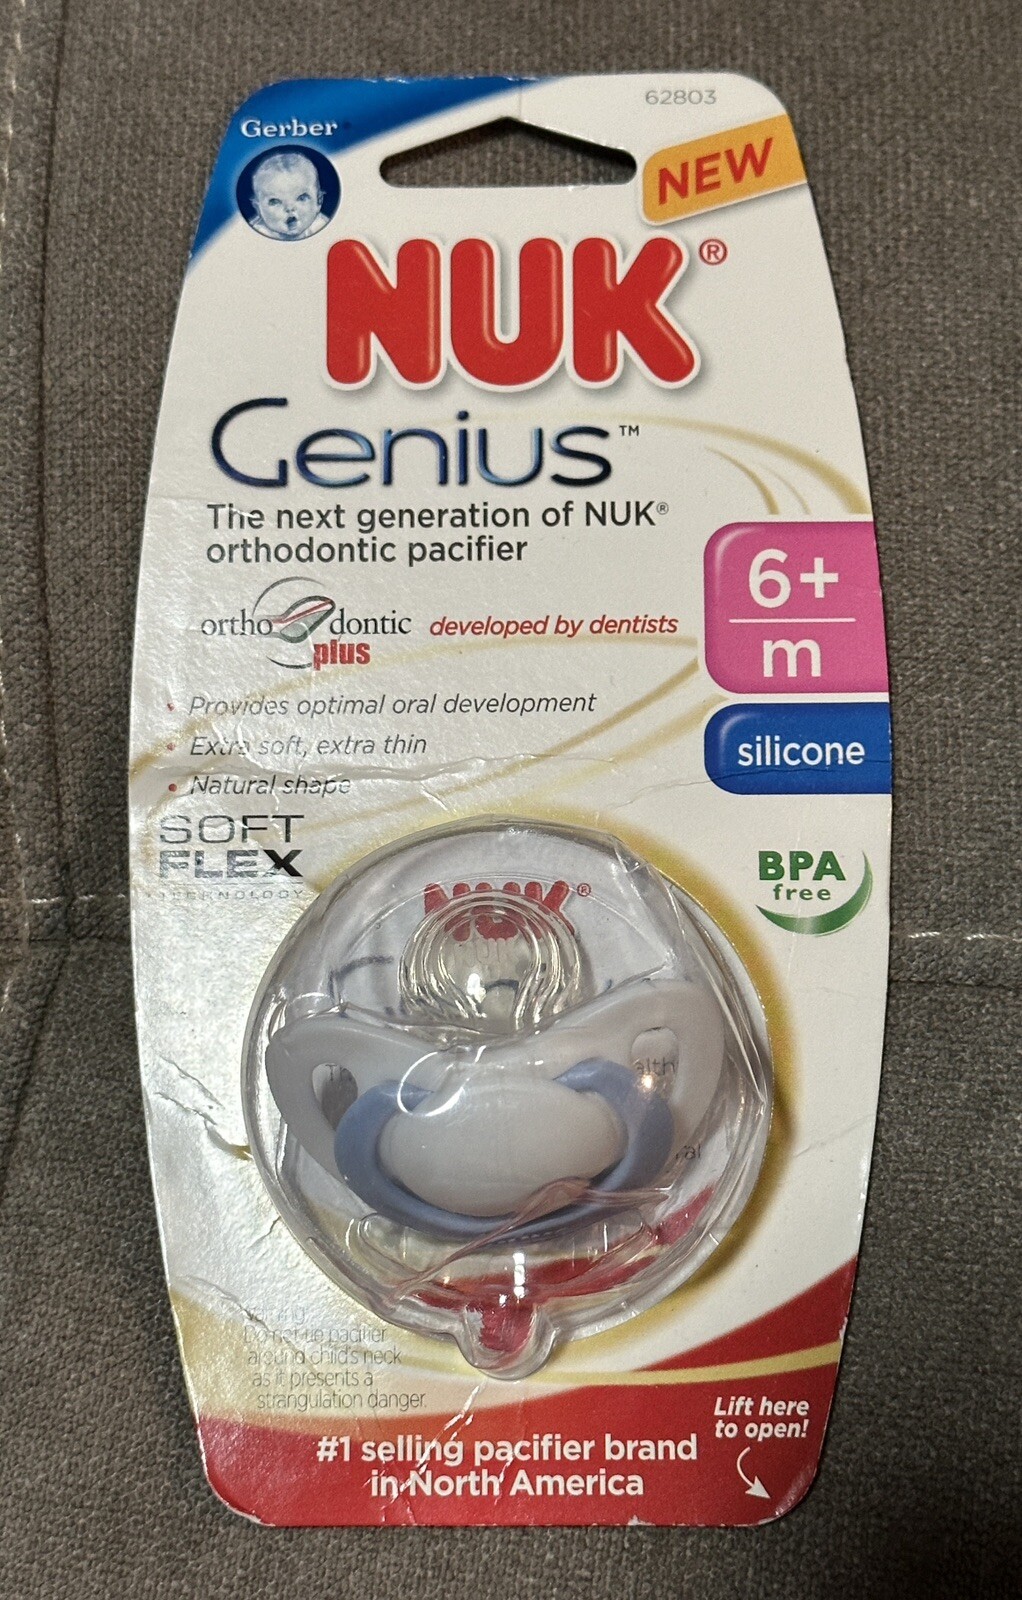 62803
Gerber
NEW
NUK®
Genius™
The next generation of NUK®
orthodontic pacifier
6+
m
orthodontic
plus
developed by dentists
• Provides optimal oral development
• Extra soft, extra thin
• Natural shape
silicone
SOFT
FLEX
TECHNOLOGY
BPA
free
NUK®
Do not tie pacifier
around child's neck
as it presents a
strangulation danger.
Lift here
to open!
#1 selling pacifier brand
in North America